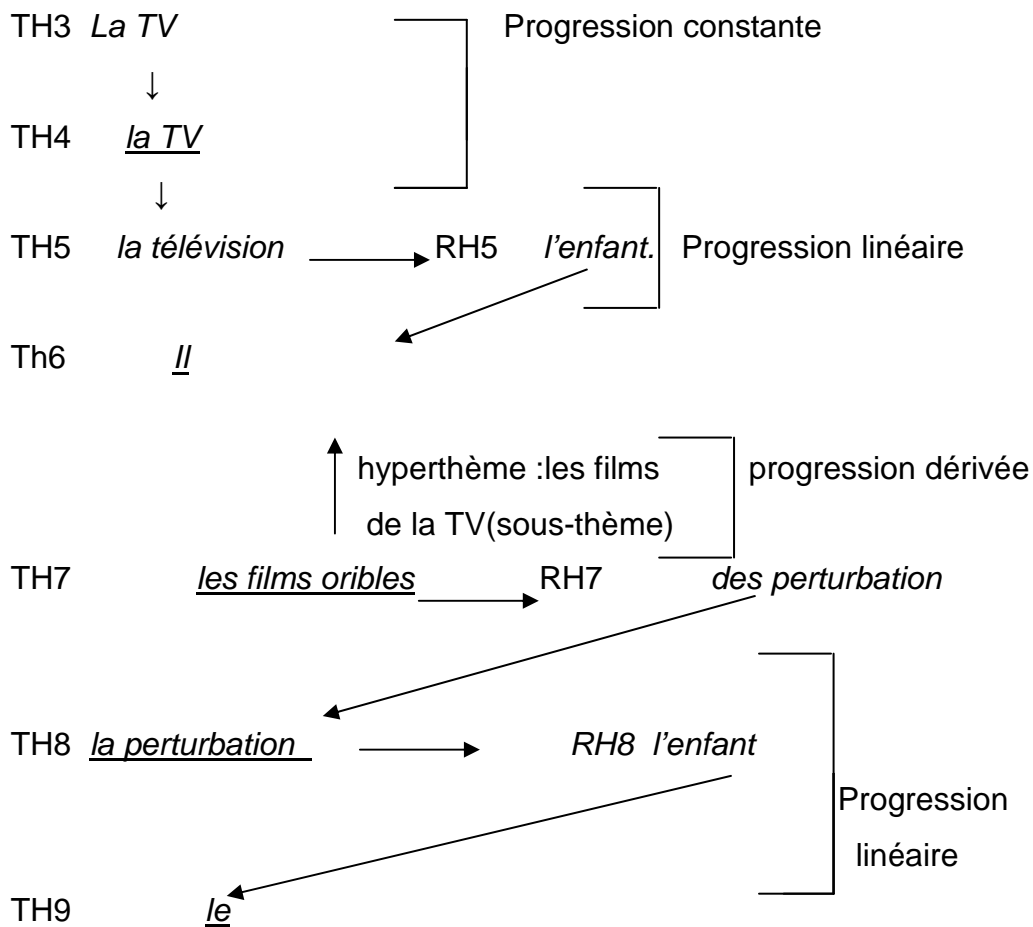 TH3 La TV Progression constante
↓
TH4 la TV
↓
TH5 la télévision RH5 l'enfant. Progression linéaire
Th6 Il
hyperthème :les films progression dérivée
de la TV(sous-thème)
TH7 les films oribles RH7 des perturbation
TH8 la perturbation RH8 l'enfant
Progression
linéaire
TH9 le